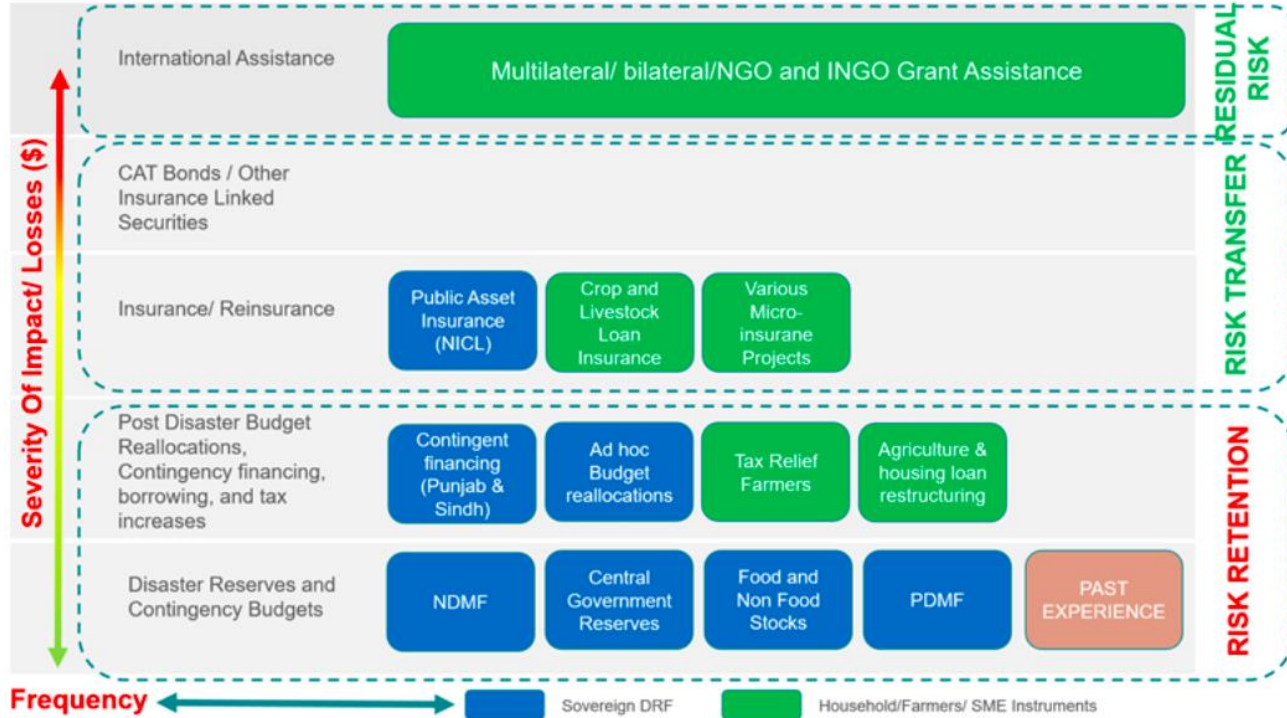 International Assistance
Multilateral/ bilateral/NGO and INGO Grant Assistance
RESIDUAL
RISK
Severity Of Impact/ Losses ($)
CAT Bonds / Other
Insurance Linked
Securities
RISK TRANSFER
Insurance/ Reinsurance
Public Asset
Insurance
(NICL)
Crop and
Livestock
Loan
Insurance
Various
Micro-
insurane
Projects
Post Disaster Budget
Reallocations,
Contingency financing,
borrowing, and tax
increases
Contingent
financing
(Punjab &
Sindh)
Ad hoc
Budget
reallocations
Tax Relief
Farmers
Agriculture &
housing loan
restructuring
RISK RETENTION
Disaster Reserves and
Contingency Budgets
NDMF
Central
Government
Reserves
Food and
Non Food
Stocks
PDMF
PAST
EXPERIENCE
Frequency
Sovereign DRF
Household/Farmers/ SME Instruments